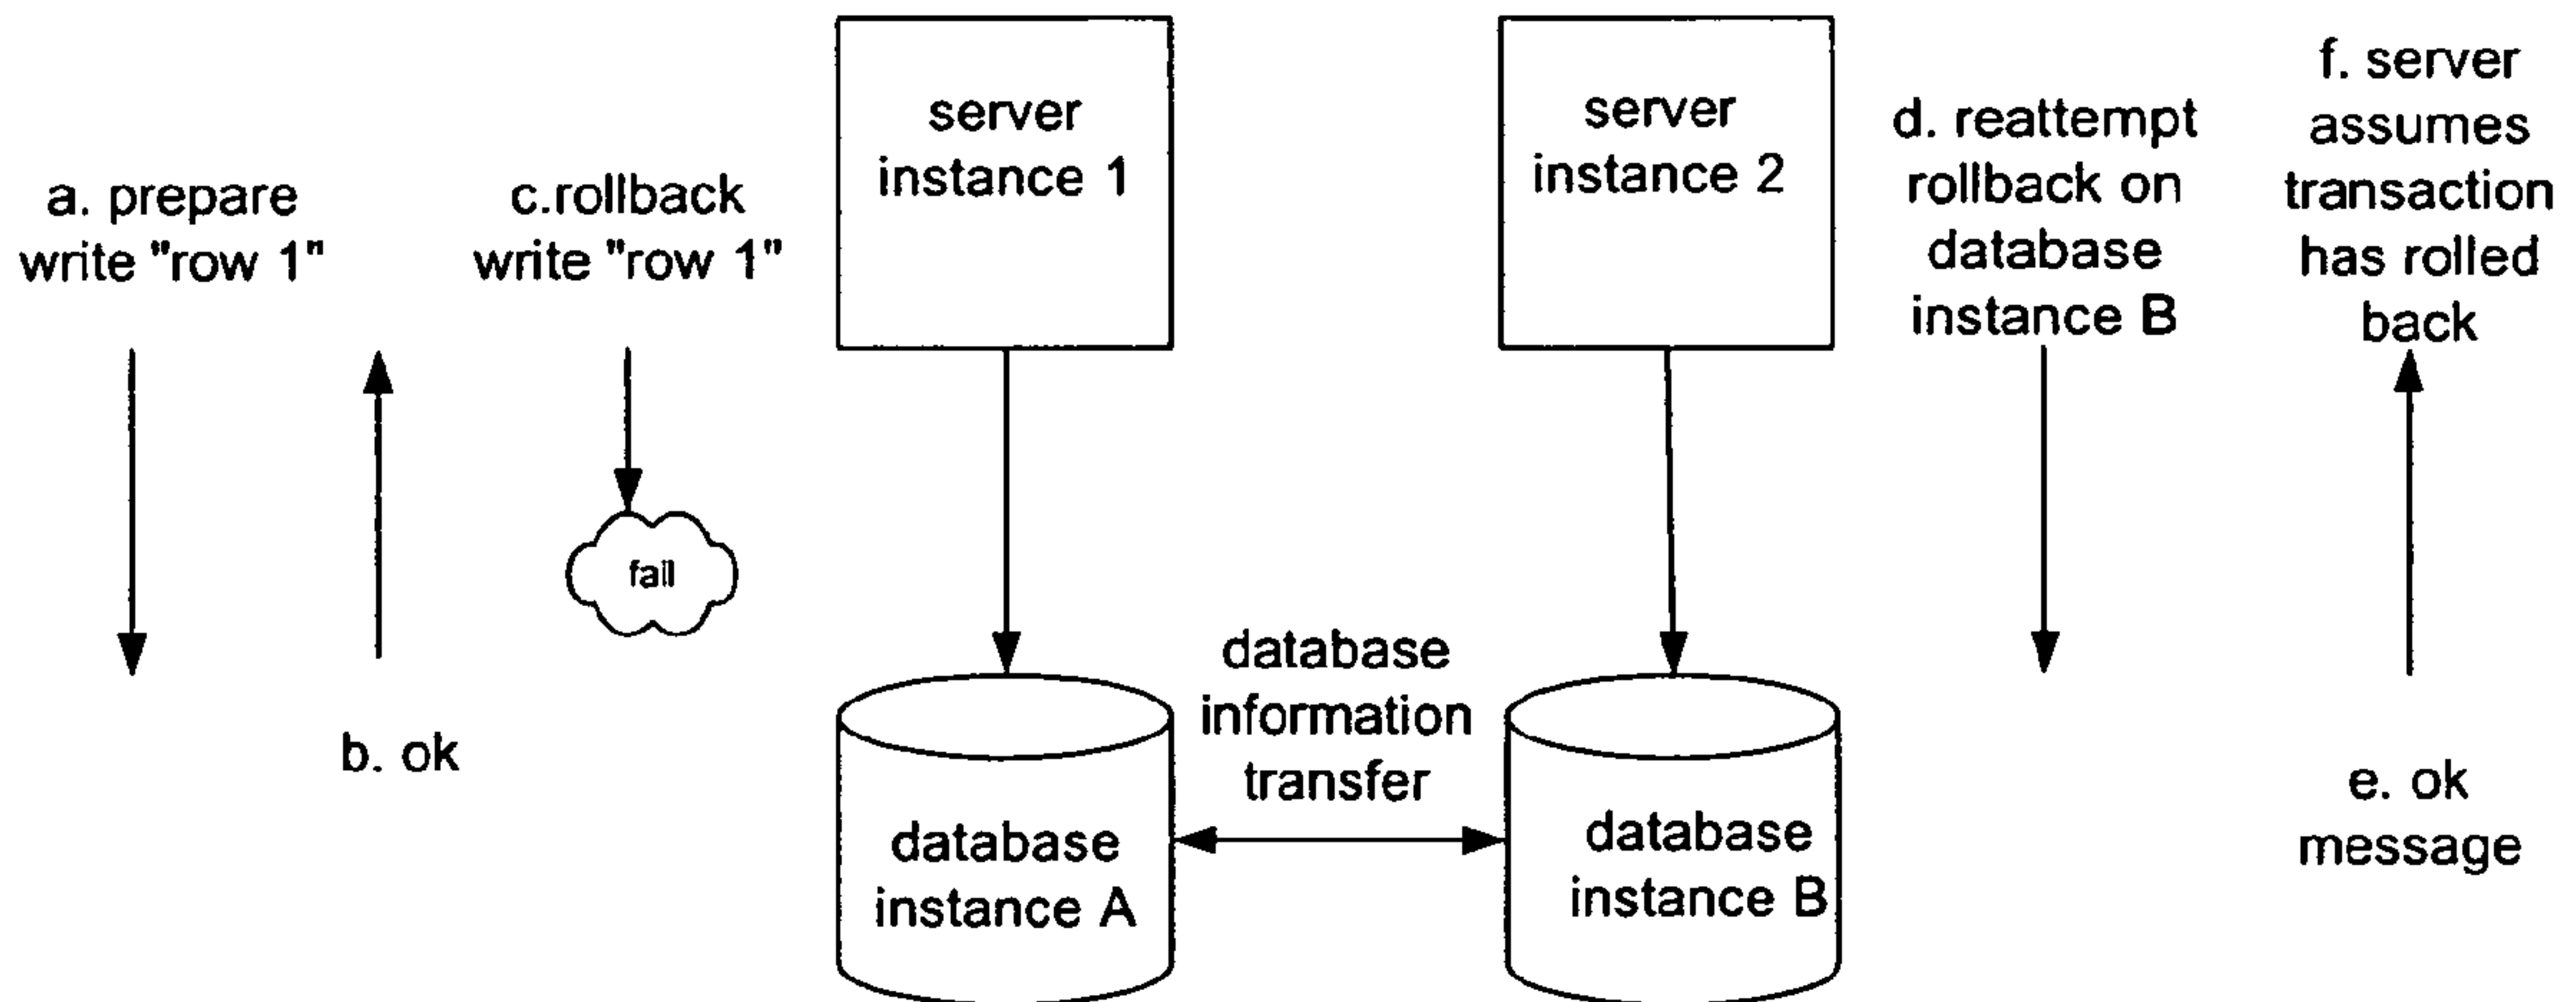 a. prepare
write "row 1"
b. ok
c.rollback
write "row 1"
fail
server
instance 1
server
instance 2
database
information
transfer
database
instance A
database
instance B
d. reattempt
rollback on
database
instance B
e. ok
message
f. server
assumes
transaction
has rolled
back